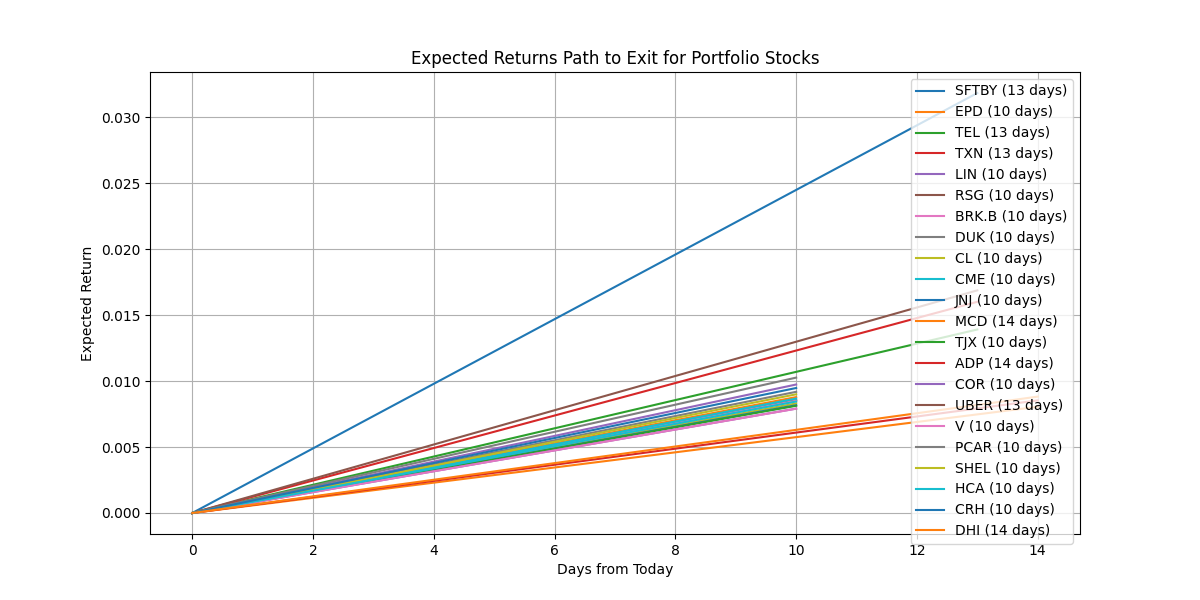 Expected Returns Path to Exit for Portfolio Stocks
Expected Return
0.030
0.025
0.020
0.015
0.010
0.005
0.000
SFTBY (13 days)
EPD (10 days)
TEL (13 days)
TXN (13 days)
LIN (10 days)
RSG (10 days)
BRK.B (10 days)
DUK (10 days)
CL (10 days)
CME (10 days)
JNJ (10 days)
MCD (14 days)
TJX (10 days)
ADP (14 days)
COR (10 days)
UBER (13 days)
V (10 days)
PCAR (10 days)
SHEL (10 days)
HCA (10 days)
CRH (10 days)
DHI (14 days)
0 2 4 6 8 10 12 14
Days from Today